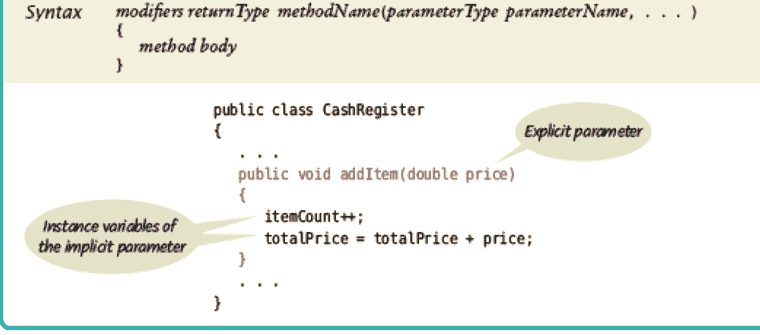 Syntax modifiers returnType methodName(parameterType parameterName, . . . )
{
method body
}
public class CashRegister
{
Explicit parameter
. . .
public void addItem(double price)
{
Instance variables of
the implicit parameter
itemCount++;
totalPrice = totalPrice + price;
}
. . .
}